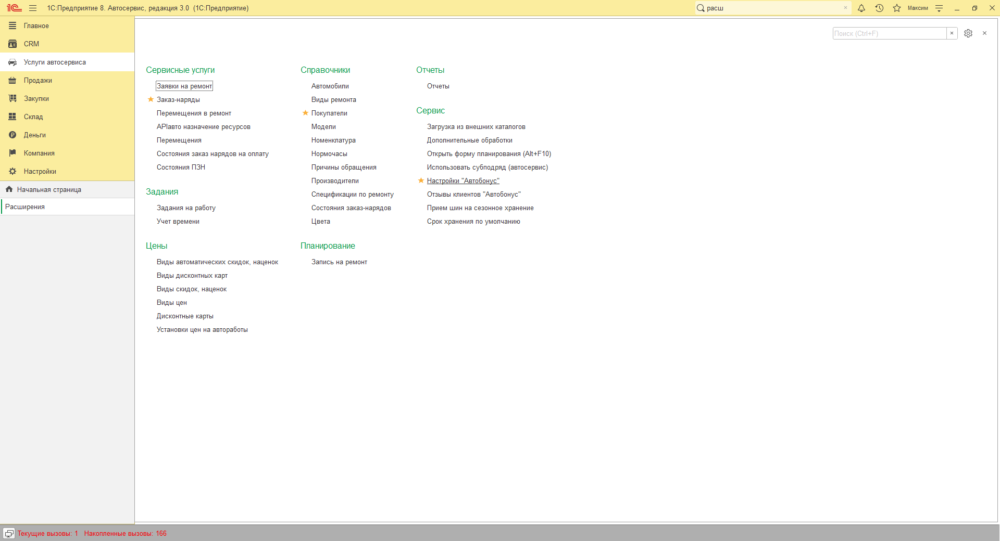 1С:Предприятие 8. Автосервис, редакция 3.0 (1С:Предприятие)
расш
Максим
Главное
CRM
Услуги автосервиса
Продажи
Закупки
Склад
Деньги
Компания
Настройки
Начальная страница
Расширения
Поиск (Ctrl+F)
Сервисные услуги
Заявки на ремонт
Заказ-наряды
Перемещения в ремонт
APIавто назначение ресурсов
Перемещения
Состояния заказ нарядов на оплату
Состояния ПЗН
Задания
Задания на работу
Учет времени
Цены
Виды автоматических скидок, наценок
Виды дисконтных карт
Виды скидок, наценок
Виды цен
Дисконтные карты
Установки цен на автоработы
Справочники
Автомобили
Виды ремонта
Покупатели
Модели
Номенклатура
Нормочасы
Причины обращения
Производители
Спецификации по ремонту
Состояния заказ-нарядов
Цвета
Планирование
Запись на ремонт
Отчеты
Отчеты
Сервис
Загрузка из внешних каталогов
Дополнительные обработки
Открыть форму планирования (Alt+F10)
Использовать субподряд (автосервис)
Настройки "Автобонус"
Отзывы клиентов "Автобонус"
Прием шин на сезонное хранение
Срок хранения по умолчанию
Текущие вызовы: 1 Накопленные вызовы: 166